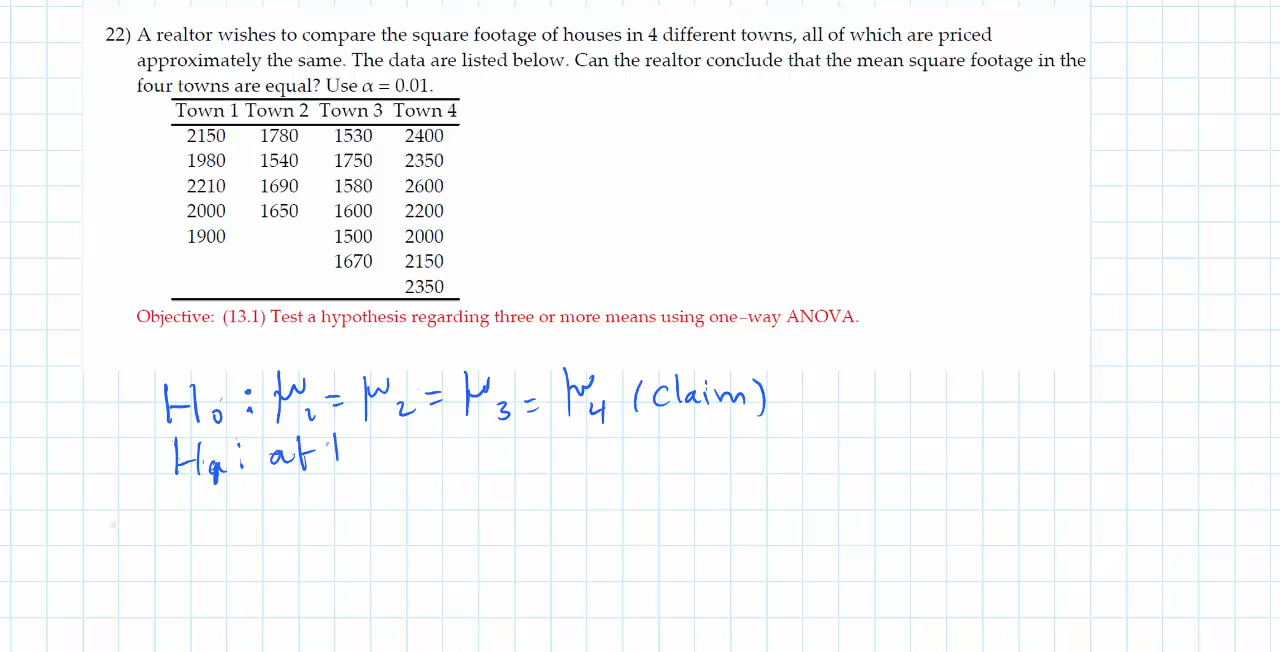 22) A realtor wishes to compare the square footage of houses in 4 different towns, all of which are priced
approximately the same. The data are listed below. Can the realtor conclude that the mean square footage in the
four towns are equal? Use α = 0.01.
Town 1 Town 2 Town 3 Town 4
2150 1780 1530 2400
1980 1540 1750 2350
2210 1690 1580 2600
2000 1650 1600 2200
1900 1500 2000
1670 2150
2350
Objective: (13.1) Test a hypothesis regarding three or more means using one-way ANOVA.
H₀: μ₁ = μ₂ = μ₃ = μ₄ (claim)
Hₐ: at l